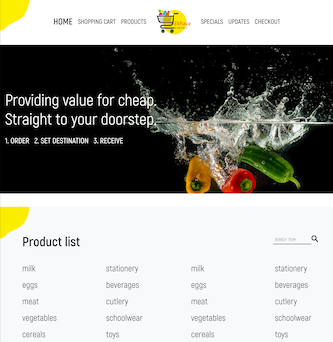 HOME SHOPPING CART PRODUCTS SPECIALS UPDATES CHECKOUT
Providing value for cheap.
Straight to your doorstep.
1. ORDER 2. SET DESTINATION 3. RECEIVE
Product list
SEARCH ITEM
milk stationery milk stationery
eggs beverages eggs beverages
meat cutlery meat cutlery
vegetables schoolwear vegetables schoolwear
cereals toys cereals toys